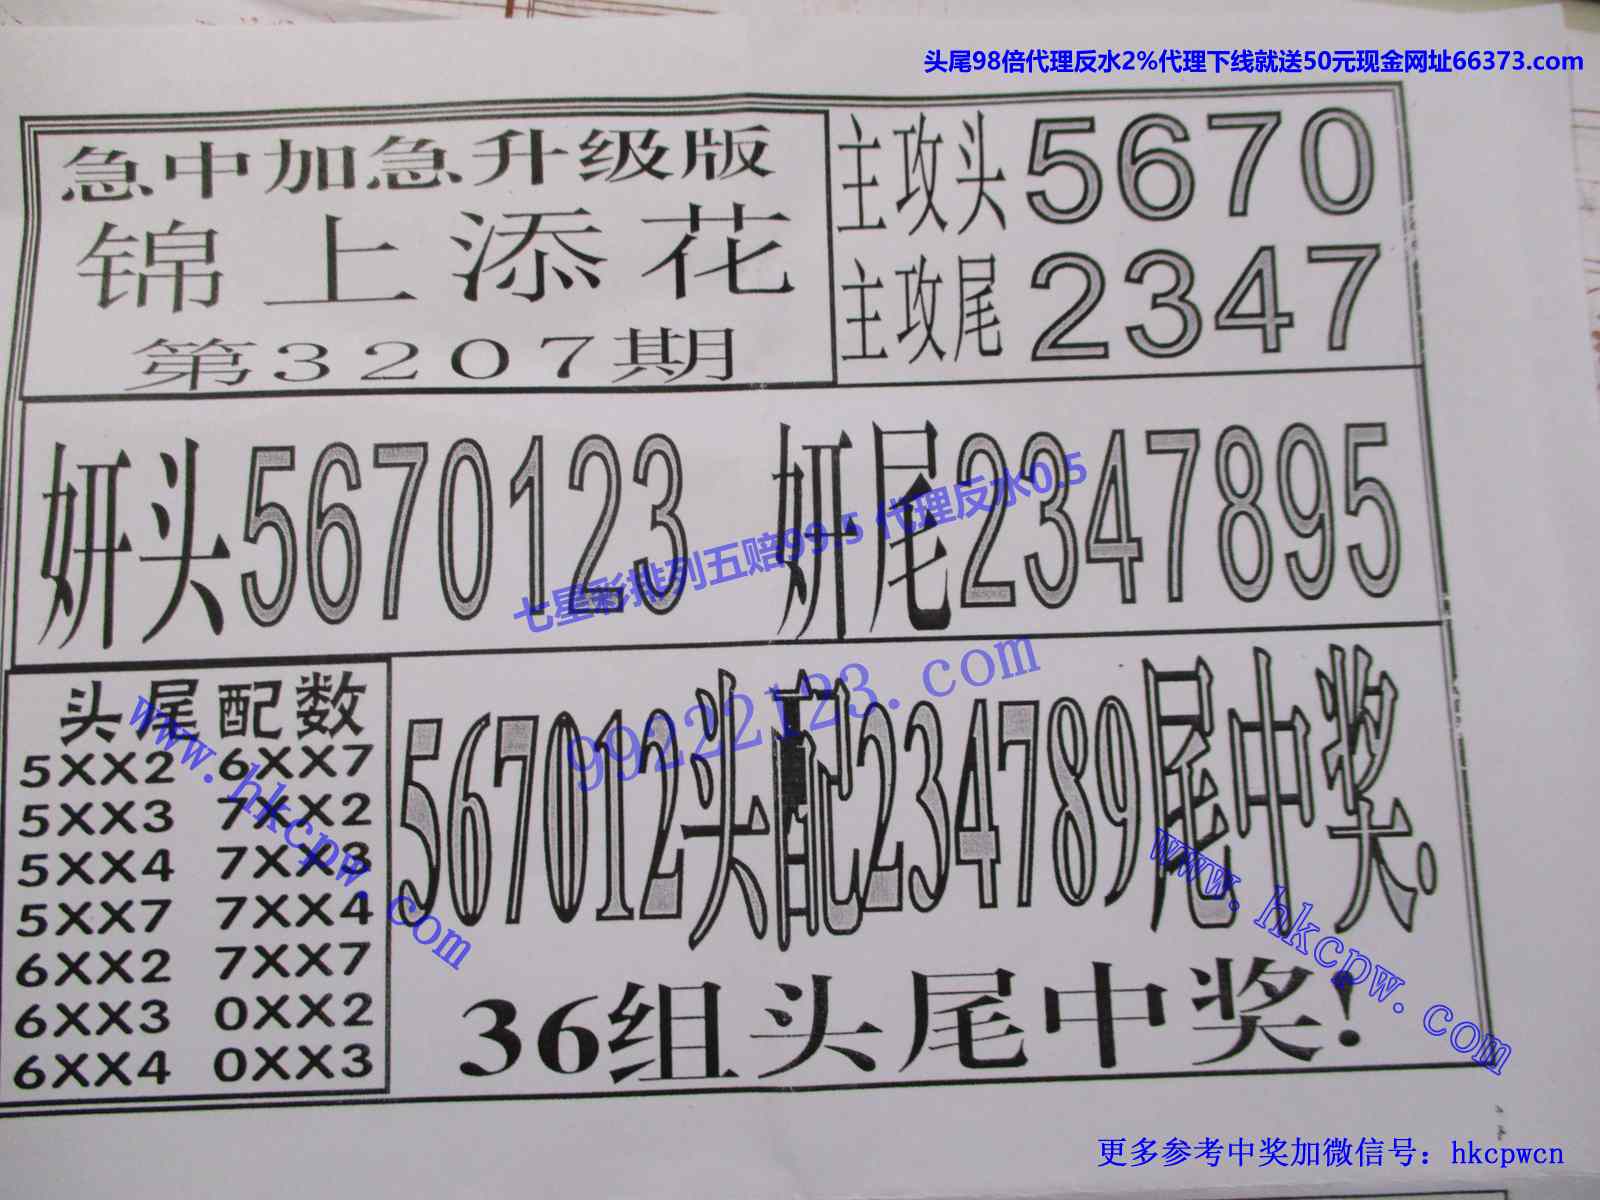 头尾98倍代理反水2%代理下线就送50元现金网址66373.com
急中加急升级版
锦上添花
第3207期
主攻头5670
主攻尾2347
妍头5670123 妍尾2347895
七星彩排列五赔99.5 代理反水0.5
99222123.com
头尾配数
5XX2 6XX7
5XX3 7XX2
5XX4 7XX3
5XX7 7XX4
6XX2 7XX7
6XX3 0XX2
6XX4 0XX3
www.hkcpw.com
567012头配234789尾中奖.
36组头尾中奖!
www.hkcpw.com
更多参考中奖加微信号：hkcpwcn